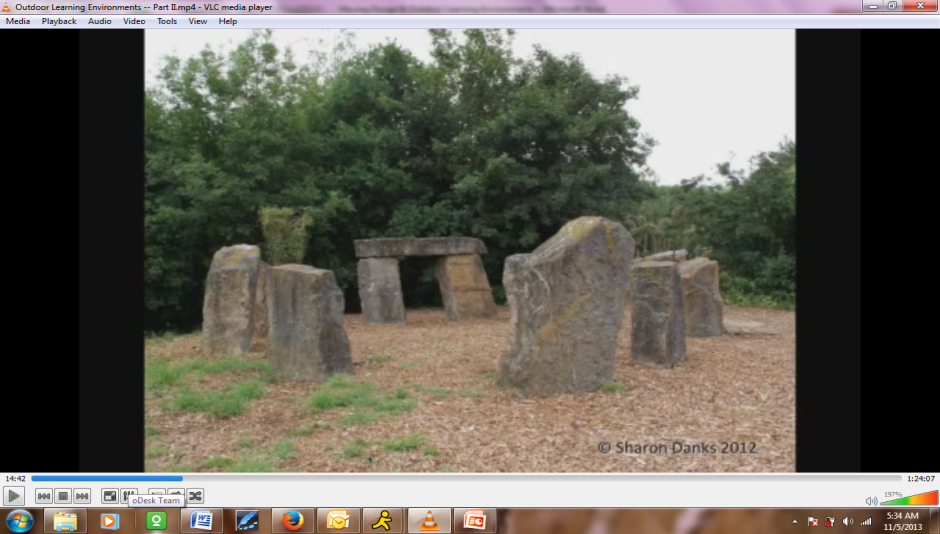 Outdoor Learning Environments -- Part II.mp4 - VLC media player
Media Playback Audio Video Tools View Help
© Sharon Danks 2012
14:42
1:24:07
197%
oDesk Team
5:34 AM
11/5/2013